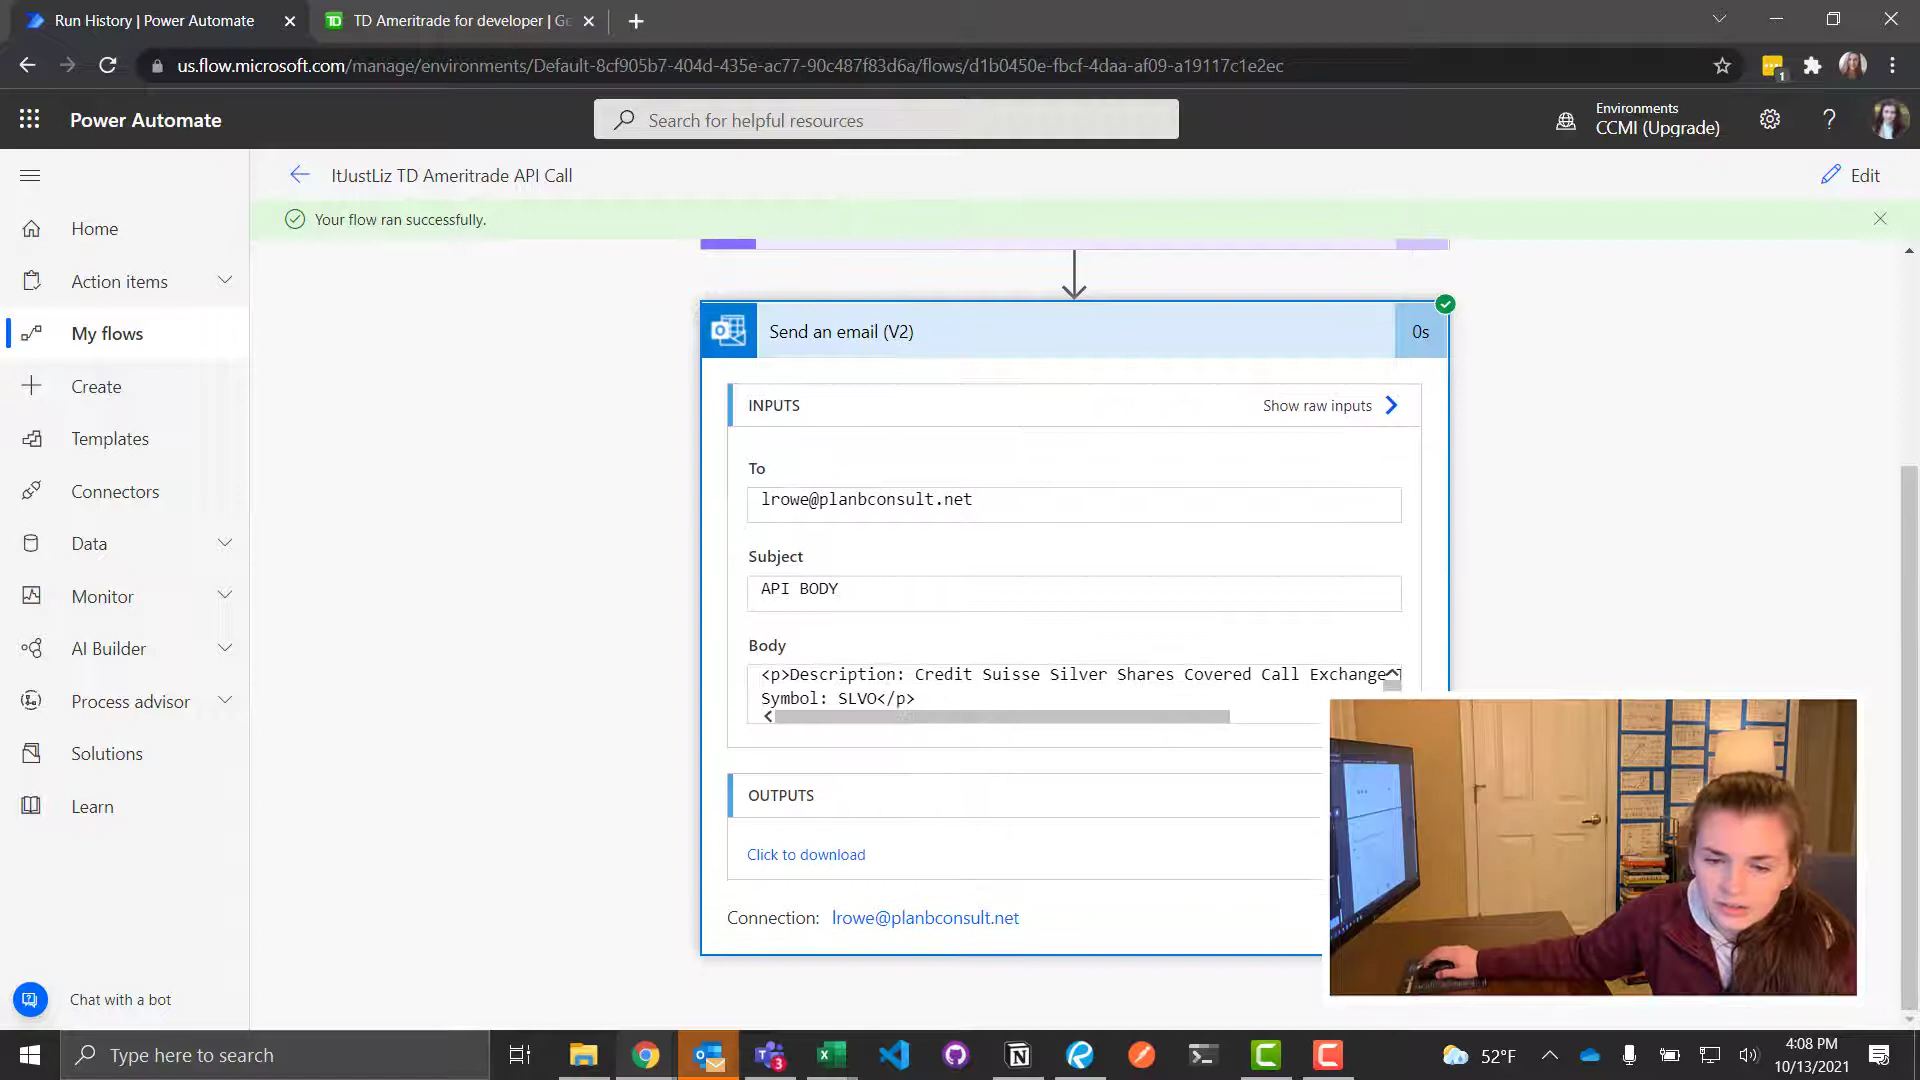 Run History | Power Automate
TD Ameritrade for developer | Ge
us.flow.microsoft.com/manage/environments/Default-8cf905b7-404d-435e-ac77-90c487f83d6a/flows/d1b0450e-fbcf-4daa-af09-a19117c1e2ec
1
Power Automate
Search for helpful resources
Environments
CCMI (Upgrade)
ItJustLiz TD Ameritrade API Call
Edit
Your flow ran successfully.
Home
Action items
My flows
Create
Templates
Connectors
Data
Monitor
AI Builder
Process advisor
Solutions
Learn
Chat with a bot
Send an email (V2)
0s
INPUTS
Show raw inputs
To
lrowe@planbconsult.net
Subject
API BODY
Body
<p>Description: Credit Suisse Silver Shares Covered Call Exchange
Symbol: SLVO</p>
OUTPUTS
Click to download
Connection: lrowe@planbconsult.net
Type here to search
3
52°F
4:08 PM
10/13/2021